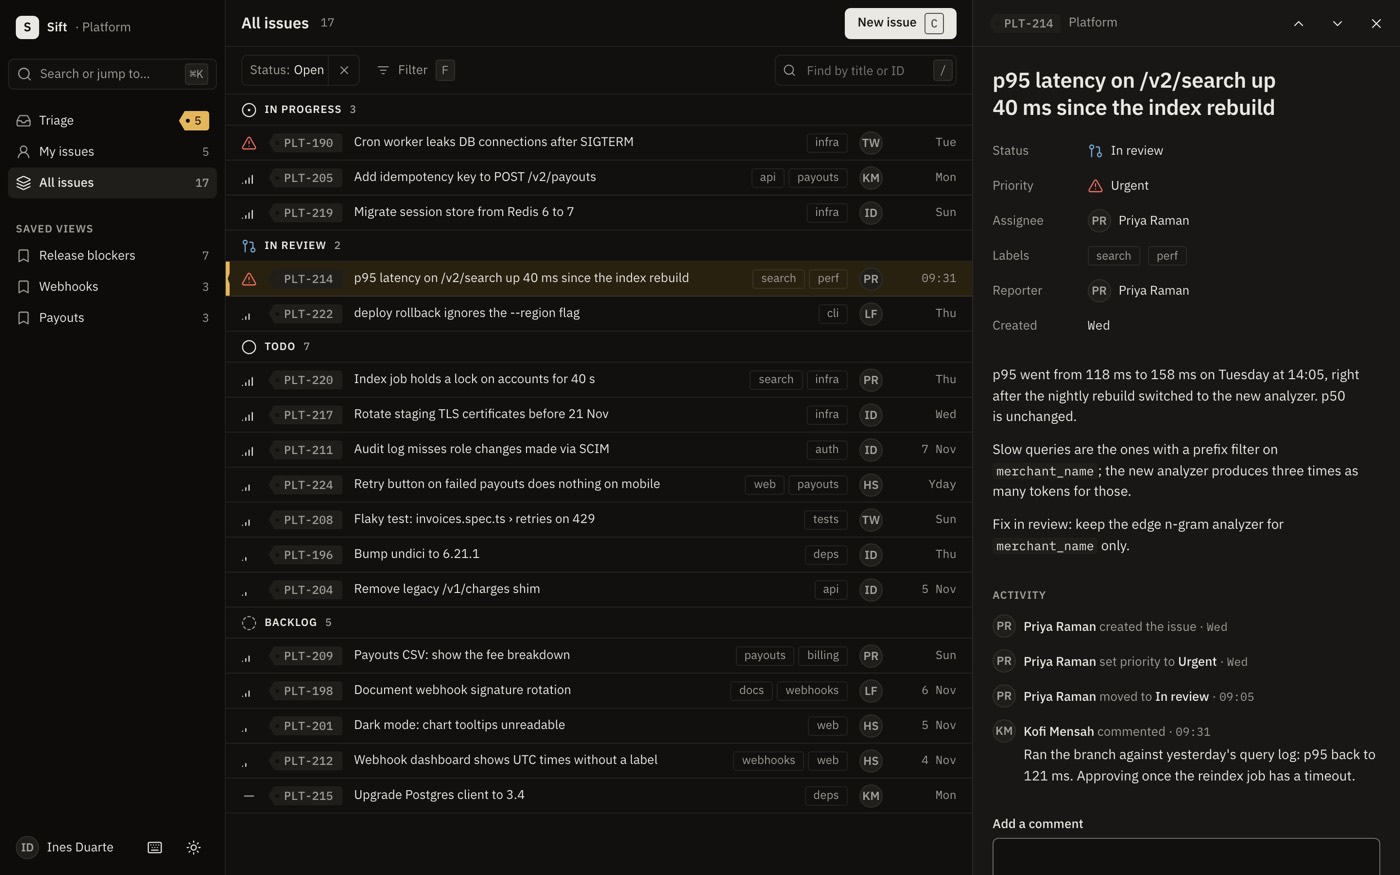 S Sift · Platform
Search or jump to... ⌘K
Triage 5
My issues 5
All issues 17
SAVED VIEWS
Release blockers 7
Webhooks 3
Payouts 3
ID Ines Duarte
All issues 17
New issue C
Status: Open
Filter F
Find by title or ID /
IN PROGRESS 3
PLT-190 Cron worker leaks DB connections after SIGTERM infra TW Tue
PLT-205 Add idempotency key to POST /v2/payouts api payouts KM Mon
PLT-219 Migrate session store from Redis 6 to 7 infra ID Sun
IN REVIEW 2
PLT-214 p95 latency on /v2/search up 40 ms since the index rebuild search perf PR 09:31
PLT-222 deploy rollback ignores the --region flag cli LF Thu
TODO 7
PLT-220 Index job holds a lock on accounts for 40 s search infra PR Thu
PLT-217 Rotate staging TLS certificates before 21 Nov infra ID Wed
PLT-211 Audit log misses role changes made via SCIM auth ID 7 Nov
PLT-224 Retry button on failed payouts does nothing on mobile web payouts HS Yday
PLT-208 Flaky test: invoices.spec.ts › retries on 429 tests TW Sun
PLT-196 Bump undici to 6.21.1 deps ID Thu
PLT-204 Remove legacy /v1/charges shim api ID 5 Nov
BACKLOG 5
PLT-209 Payouts CSV: show the fee breakdown payouts billing PR Sun
PLT-198 Document webhook signature rotation docs webhooks LF 6 Nov
PLT-201 Dark mode: chart tooltips unreadable web HS 5 Nov
PLT-212 Webhook dashboard shows UTC times without a label webhooks web HS 4 Nov
PLT-215 Upgrade Postgres client to 3.4 deps KM Mon
PLT-214 Platform
p95 latency on /v2/search up
40 ms since the index rebuild
Status In review
Priority Urgent
Assignee PR Priya Raman
Labels search perf
Reporter PR Priya Raman
Created Wed
p95 went from 118 ms to 158 ms on Tuesday at 14:05, right
after the nightly rebuild switched to the new analyzer. p50
is unchanged.
Slow queries are the ones with a prefix filter on
merchant_name; the new analyzer produces three times as
many tokens for those.
Fix in review: keep the edge n-gram analyzer for
merchant_name only.
ACTIVITY
PR Priya Raman created the issue · Wed
PR Priya Raman set priority to Urgent · Wed
PR Priya Raman moved to In review · 09:05
KM Kofi Mensah commented · 09:31
Ran the branch against yesterday's query log: p95 back to
121 ms. Approving once the reindex job has a timeout.
Add a comment